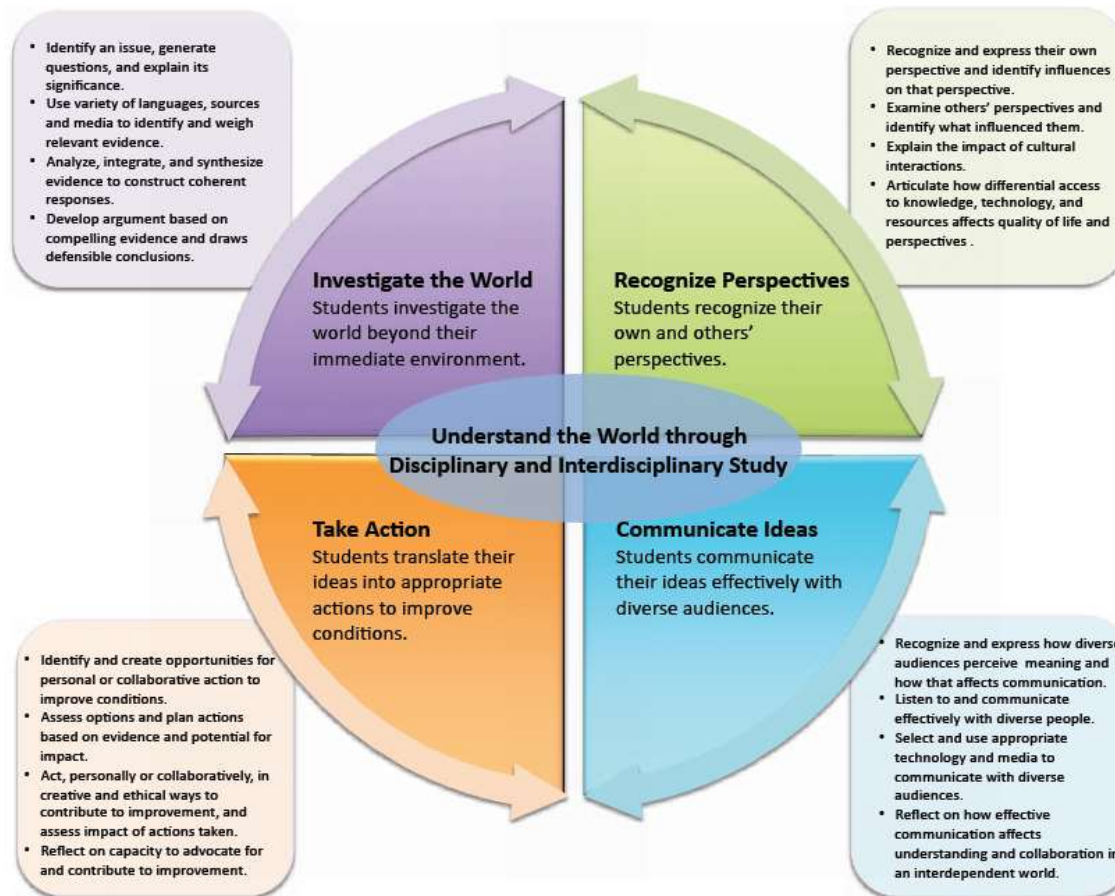 • Identify an issue, generate
questions, and explain its
significance.
• Use variety of languages, sources
and media to identify and weigh
relevant evidence.
• Analyze, integrate, and synthesize
evidence to construct coherent
responses.
• Develop argument based on
compelling evidence and draws
defensible conclusions.
• Recognize and express their own
perspective and identify influences
on that perspective.
• Examine others’ perspectives and
identify what influenced them.
• Explain the impact of cultural
interactions.
• Articulate how differential access
to knowledge, technology, and
resources affects quality of life and
perspectives .
Investigate the World
Students investigate the
world beyond their
immediate environment.
Recognize Perspectives
Students recognize their
own and others’
perspectives.
Understand the World through
Disciplinary and Interdisciplinary Study
Take Action
Students translate their
ideas into appropriate
actions to improve
conditions.
Communicate Ideas
Students communicate
their ideas effectively with
diverse audiences.
• Identify and create opportunities for
personal or collaborative action to
improve conditions.
• Assess options and plan actions
based on evidence and potential for
impact.
• Act, personally or collaboratively, in
creative and ethical ways to
contribute to improvement, and
assess impact of actions taken.
• Reflect on capacity to advocate for
and contribute to improvement.
• Recognize and express how diverse
audiences perceive meaning and
how that affects communication.
• Listen to and communicate
effectively with diverse people.
• Select and use appropriate
technology and media to
communicate with diverse
audiences.
• Reflect on how effective
communication affects
understanding and collaboration in
an interdependent world.